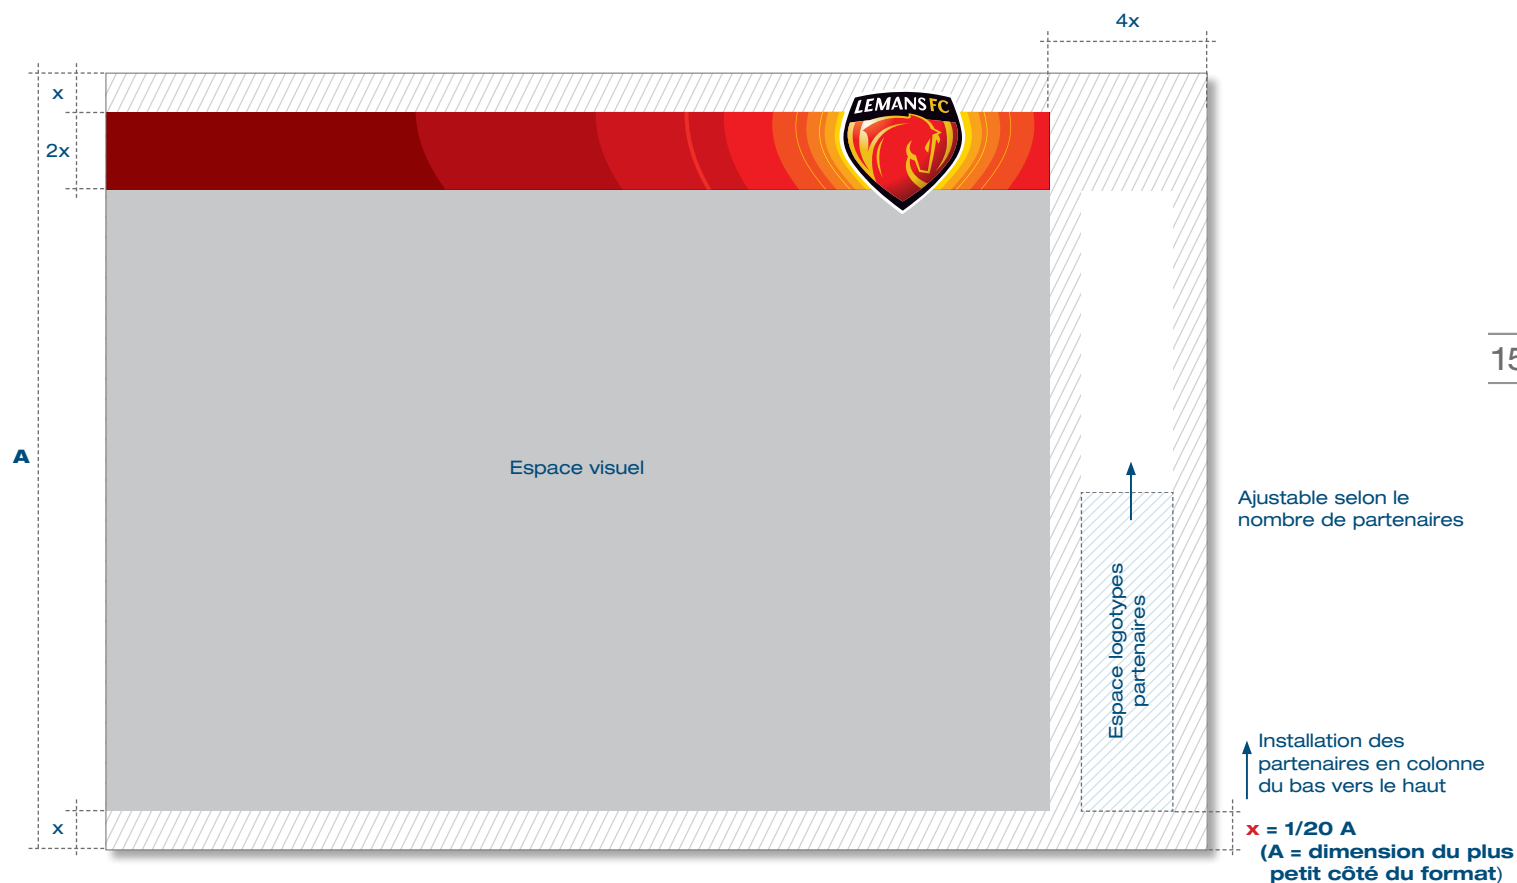 4x
x
LEMANS FC
2x
15
A
Espace visuel
Ajustable selon le
nombre de partenaires
Espace logotypes
partenaires
Installation des
partenaires en colonne
du bas vers le haut
x
x = 1/20 A
(A = dimension du plus
petit côté du format)